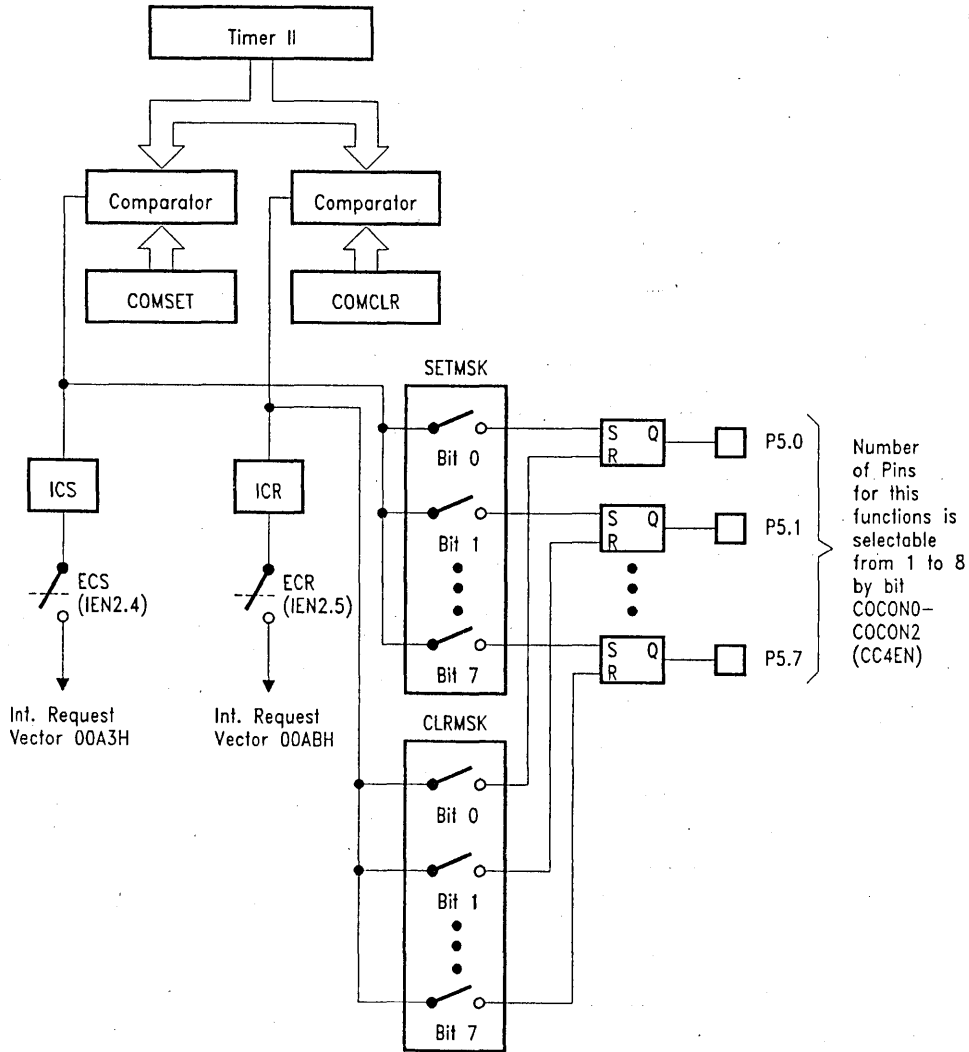 Timer II
Comparator
Comparator
COMSET
COMCLR
SETMSK
Bit 0
Bit 1
Bit 7
S Q
R
P5.0
S Q
R
P5.1
S Q
R
P5.7
Number
of Pins
for this
functions is
selectable
from 1 to 8
by bit
COCON0–
COCON2
(CC4EN)
ICS
ICR
ECS
(IEN2.4)
ECR
(IEN2.5)
Int. Request
Vector 00A3H
Int. Request
Vector 00ABH
CLRMSK
Bit 0
Bit 1
Bit 7